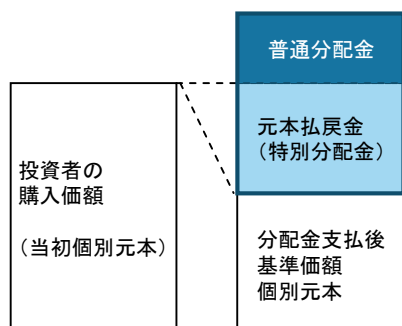 普通分配金
元本払戻金
（特別分配金）
投資者の
購入価額
（当初個別元本）
分配金支払後
基準価額
個別元本